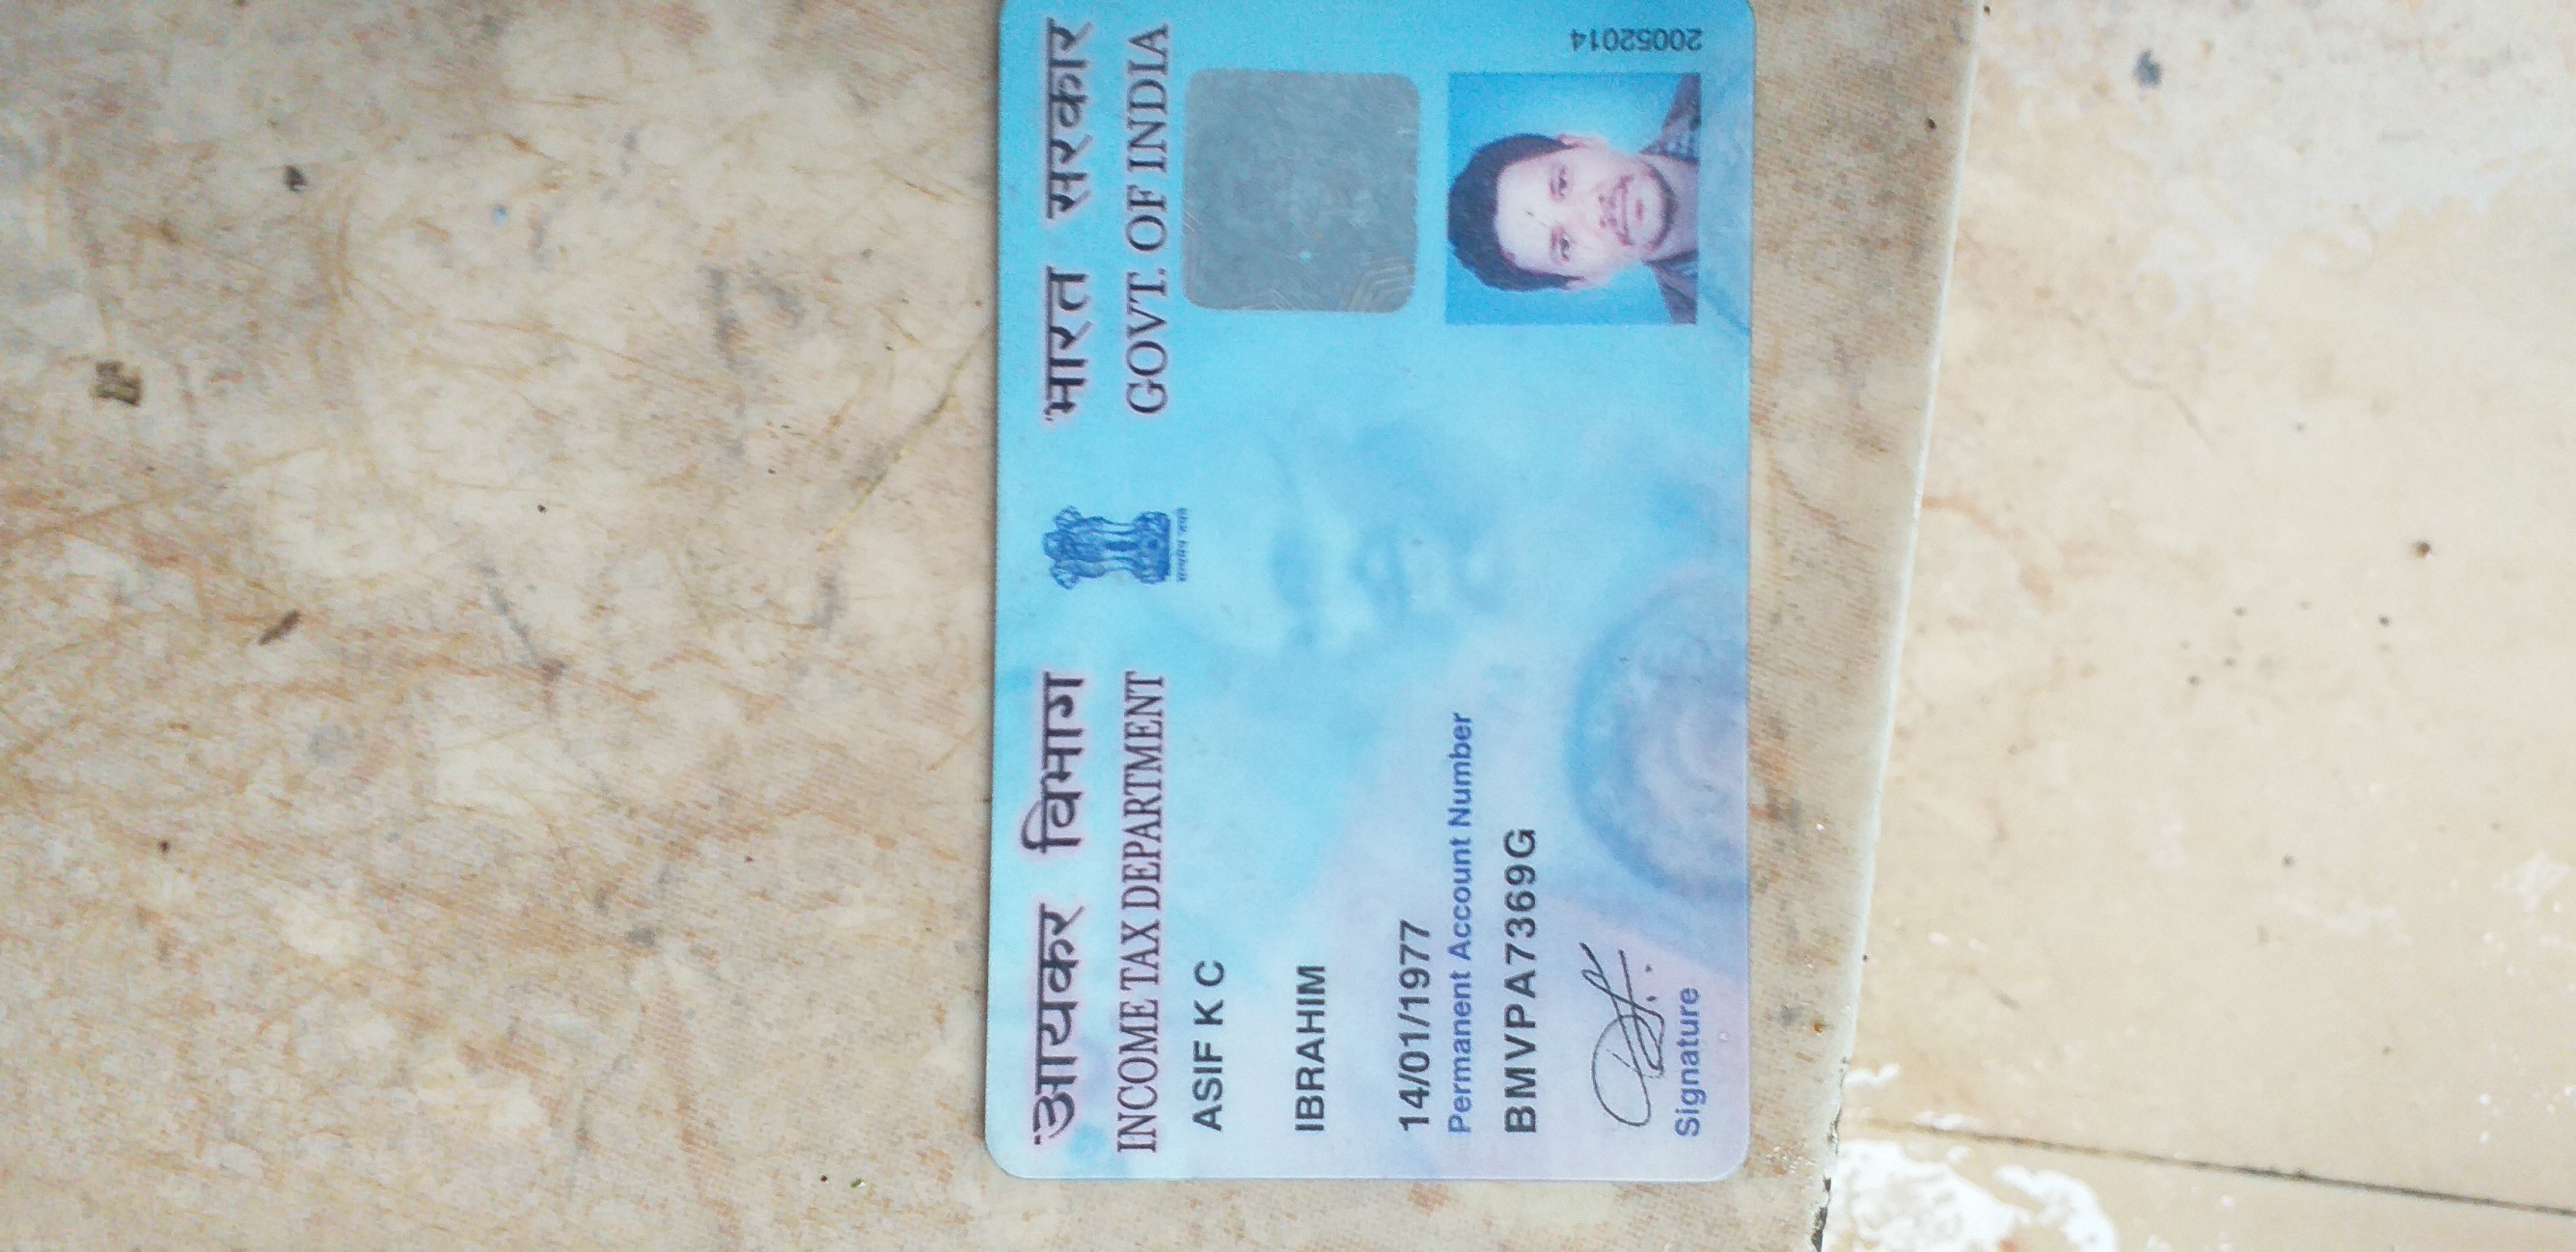 आयकर विभाग भारत सरकार
INCOME TAX DEPARTMENT GOVT. OF INDIA
सत्यमेव जयते
ASIF K C
IBRAHIM
14/01/1977
Permanent Account Number
BMVPA7369G
Signature
20052014